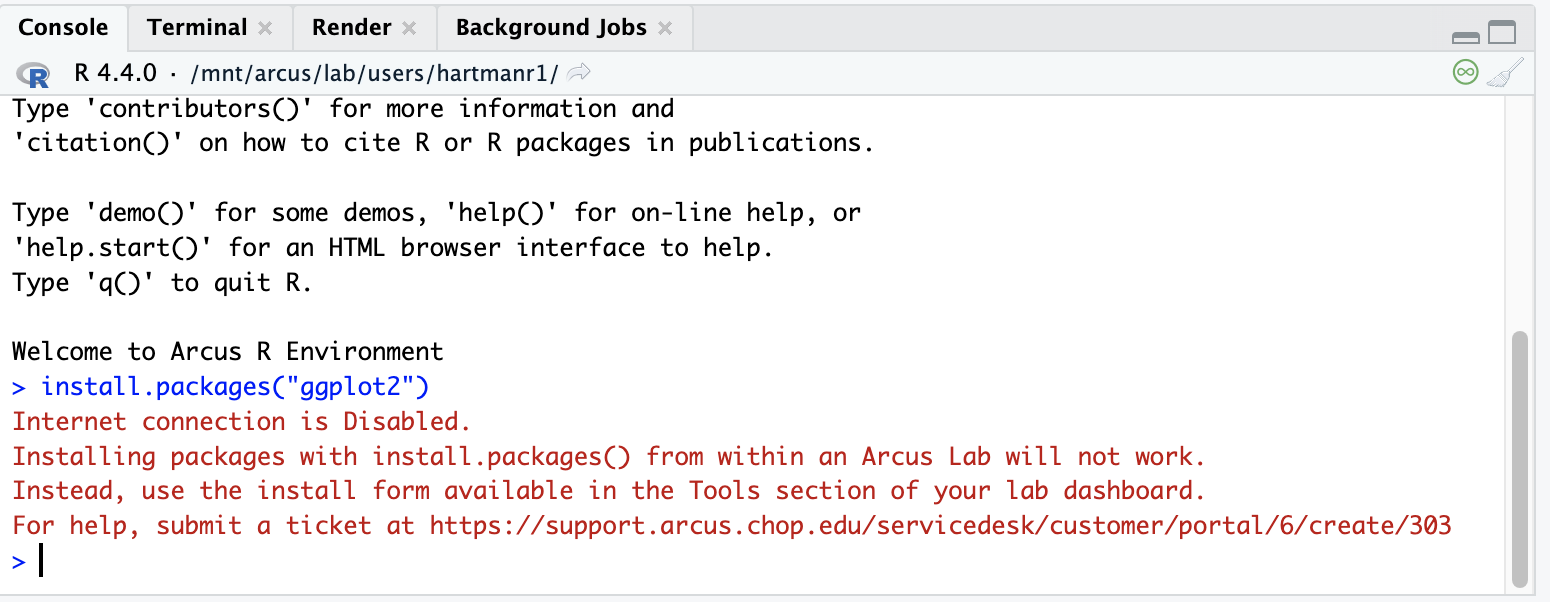 Console Terminal Render Background Jobs
R R 4.4.0 · /mnt/arcus/lab/users/hartmanr1/
Type 'contributors()' for more information and
'citation()' on how to cite R or R packages in publications.
Type 'demo()' for some demos, 'help()' for on-line help, or
'help.start()' for an HTML browser interface to help.
Type 'q()' to quit R.
Welcome to Arcus R Environment
> install.packages("ggplot2")
Internet connection is Disabled.
Installing packages with install.packages() from within an Arcus Lab will not work.
Instead, use the install form available in the Tools section of your lab dashboard.
For help, submit a ticket at https://support.arcus.chop.edu/servicedesk/customer/portal/6/create/303
>